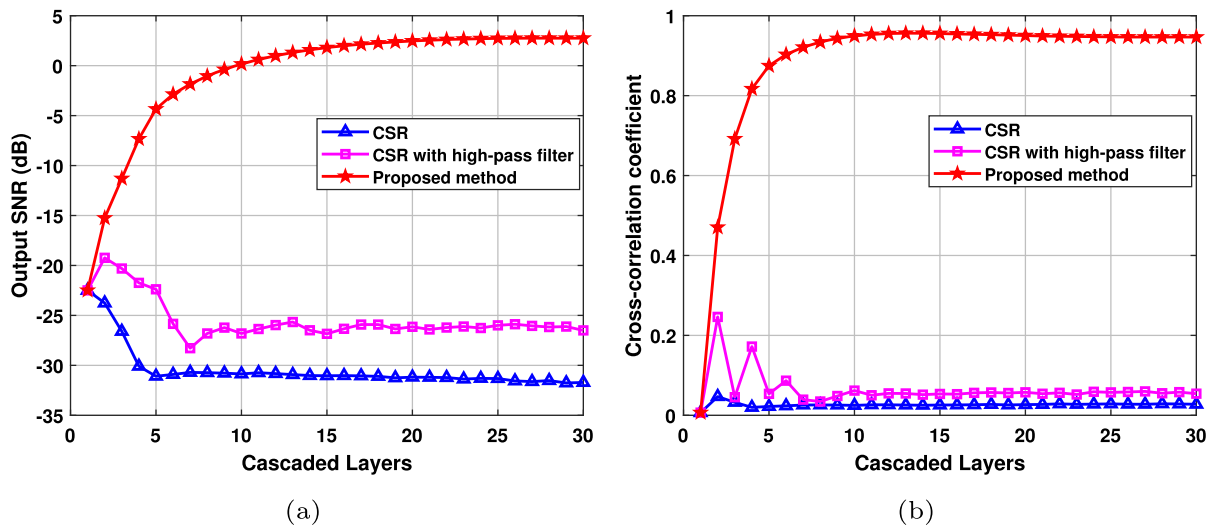 5
0
-5
-10
-15
-20
-25
-30
-35
Output SNR (dB)
CSR
CSR with high-pass filter
Proposed method
0 5 10 15 20 25 30
Cascaded Layers
(a)
1
0.8
0.6
0.4
0.2
0
Cross-correlation coefficient
CSR
CSR with high-pass filter
Proposed method
0 5 10 15 20 25 30
Cascaded Layers
(b)